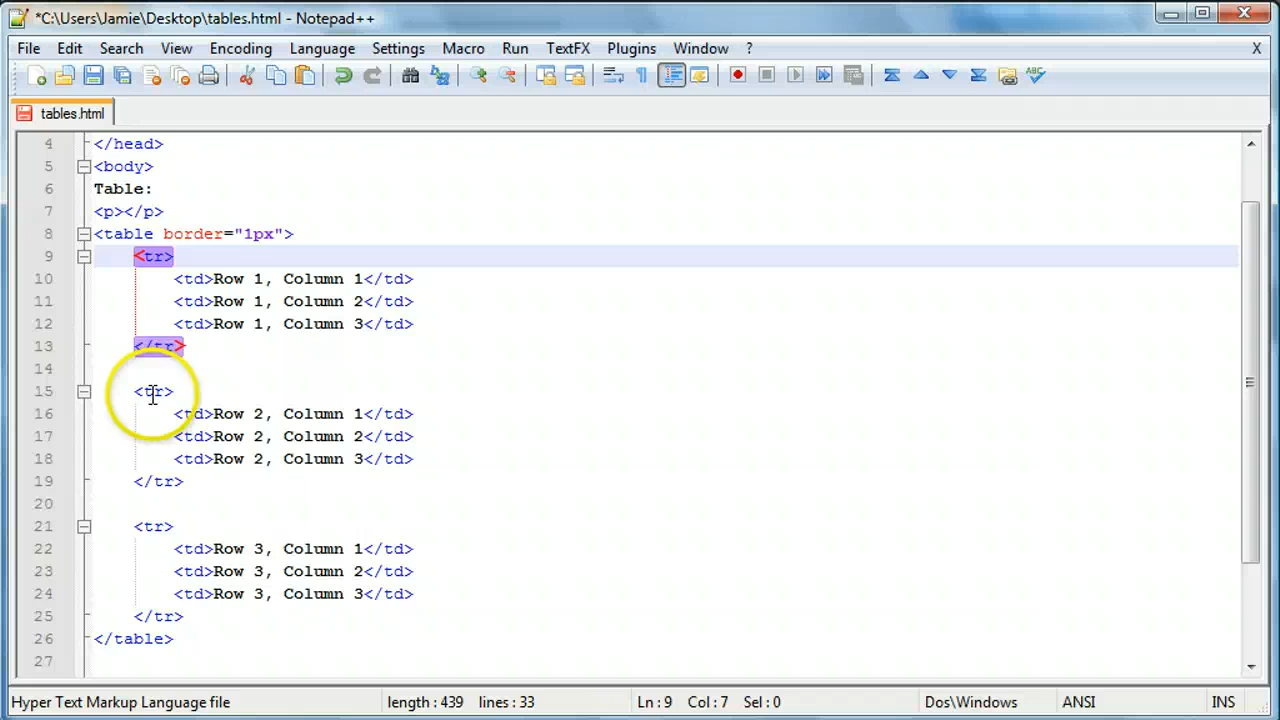 *C:\Users\Jamie\Desktop\tables.html - Notepad++
File Edit Search View Encoding Language Settings Macro Run TextFX Plugins Window ? X
ABC
tables.html
4 </head>
5 <body>
6 Table:
7 <p></p>
8 <table border="1px">
9 <tr>
10 <td>Row 1, Column 1</td>
11 <td>Row 1, Column 2</td>
12 <td>Row 1, Column 3</td>
13 </tr>
14
15 <tr>
16 <td>Row 2, Column 1</td>
17 <td>Row 2, Column 2</td>
18 <td>Row 2, Column 3</td>
19 </tr>
20
21 <tr>
22 <td>Row 3, Column 1</td>
23 <td>Row 3, Column 2</td>
24 <td>Row 3, Column 3</td>
25 </tr>
26 </table>
27
Hyper Text Markup Language file length : 439 lines : 33 Ln : 9 Col : 7 Sel : 0 Dos\Windows ANSI INS